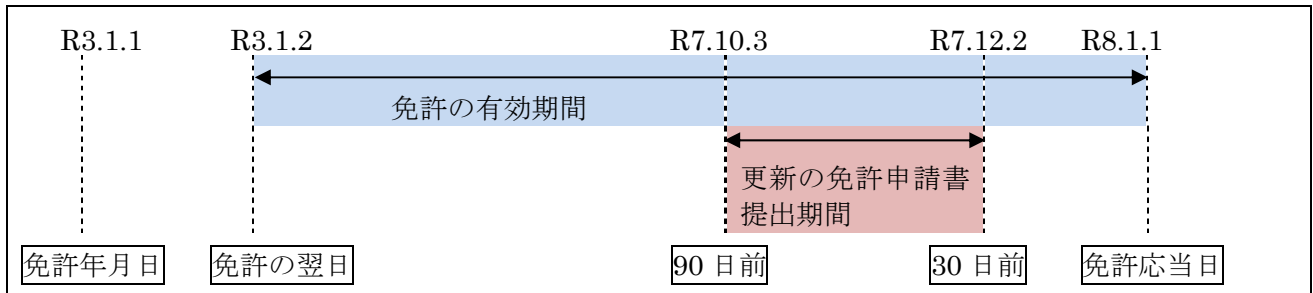 R3.1.1 R3.1.2 R7.10.3 R7.12.2 R8.1.1
免許の有効期間
更新の免許申請書
提出期間
免許年月日 免許の翌日 90 日前 30 日前 免許応当日